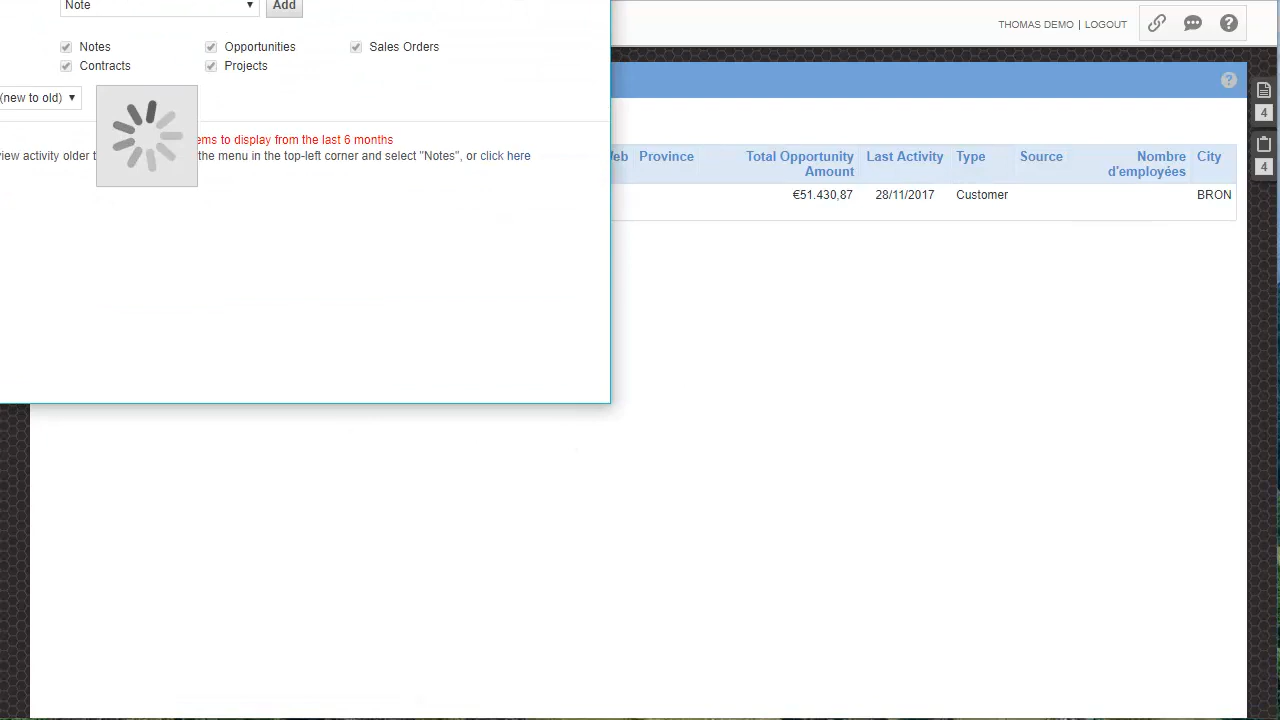 Note Add
THOMAS DEMO | LOGOUT
Notes Opportunities Sales Orders
Contracts Projects
(new to old)
4
to display from the last 6 months
view activity older the menu in the top-left corner and select "Notes", or click here
Province Total Opportunity Amount Last Activity Type Source Nombre d'employées City
4
€51.430,87 28/11/2017 Customer BRON